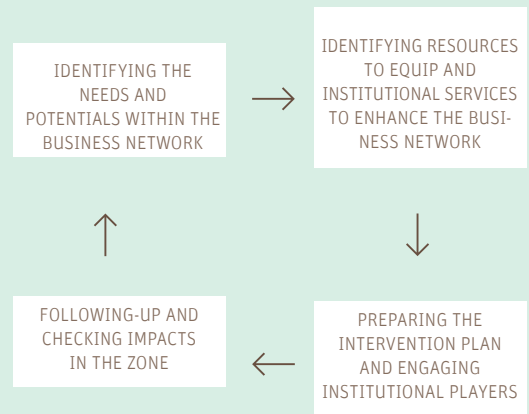 IDENTIFYING THE
NEEDS AND
POTENTIALS WITHIN THE
BUSINESS NETWORK
IDENTIFYING RESOURCES
TO EQUIP AND
INSTITUTIONAL SERVICES
TO ENHANCE THE BUSI-
NESS NETWORK
PREPARING THE
INTERVENTION PLAN
AND ENGAGING
INSTITUTIONAL PLAYERS
FOLLOWING-UP AND
CHECKING IMPACTS
IN THE ZONE